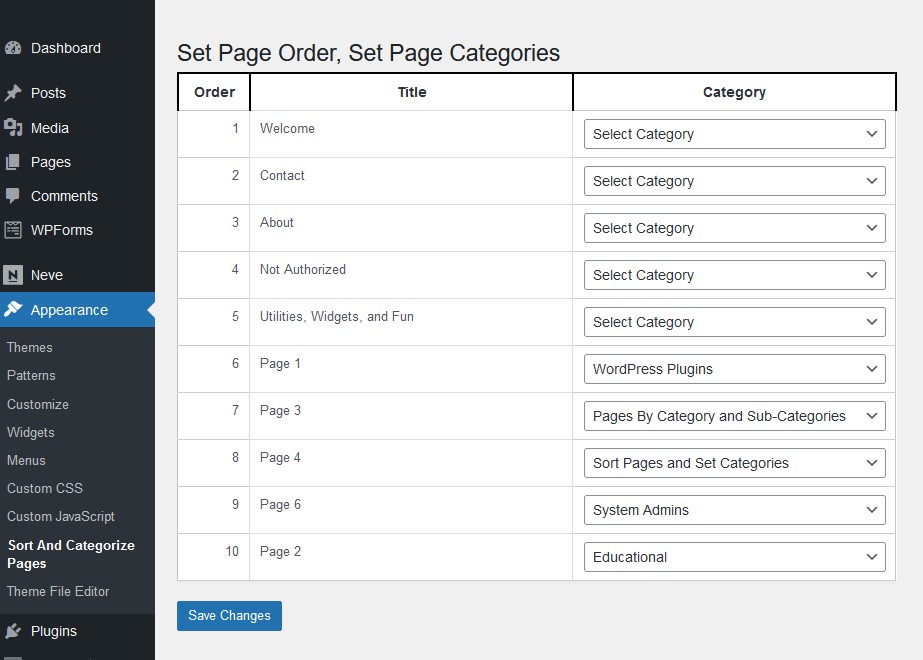 Dashboard
Posts
Media
Pages
Comments
WPForms
Neve
Appearance
Themes
Patterns
Customize
Widgets
Menus
Custom CSS
Custom JavaScript
Sort And Categorize
Pages
Theme File Editor
Plugins
Set Page Order, Set Page Categories
Order Title Category
1 Welcome Select Category
2 Contact Select Category
3 About Select Category
4 Not Authorized Select Category
5 Utilities, Widgets, and Fun Select Category
6 Page 1 WordPress Plugins
7 Page 3 Pages By Category and Sub-Categories
8 Page 4 Sort Pages and Set Categories
9 Page 6 System Admins
10 Page 2 Educational
Save Changes